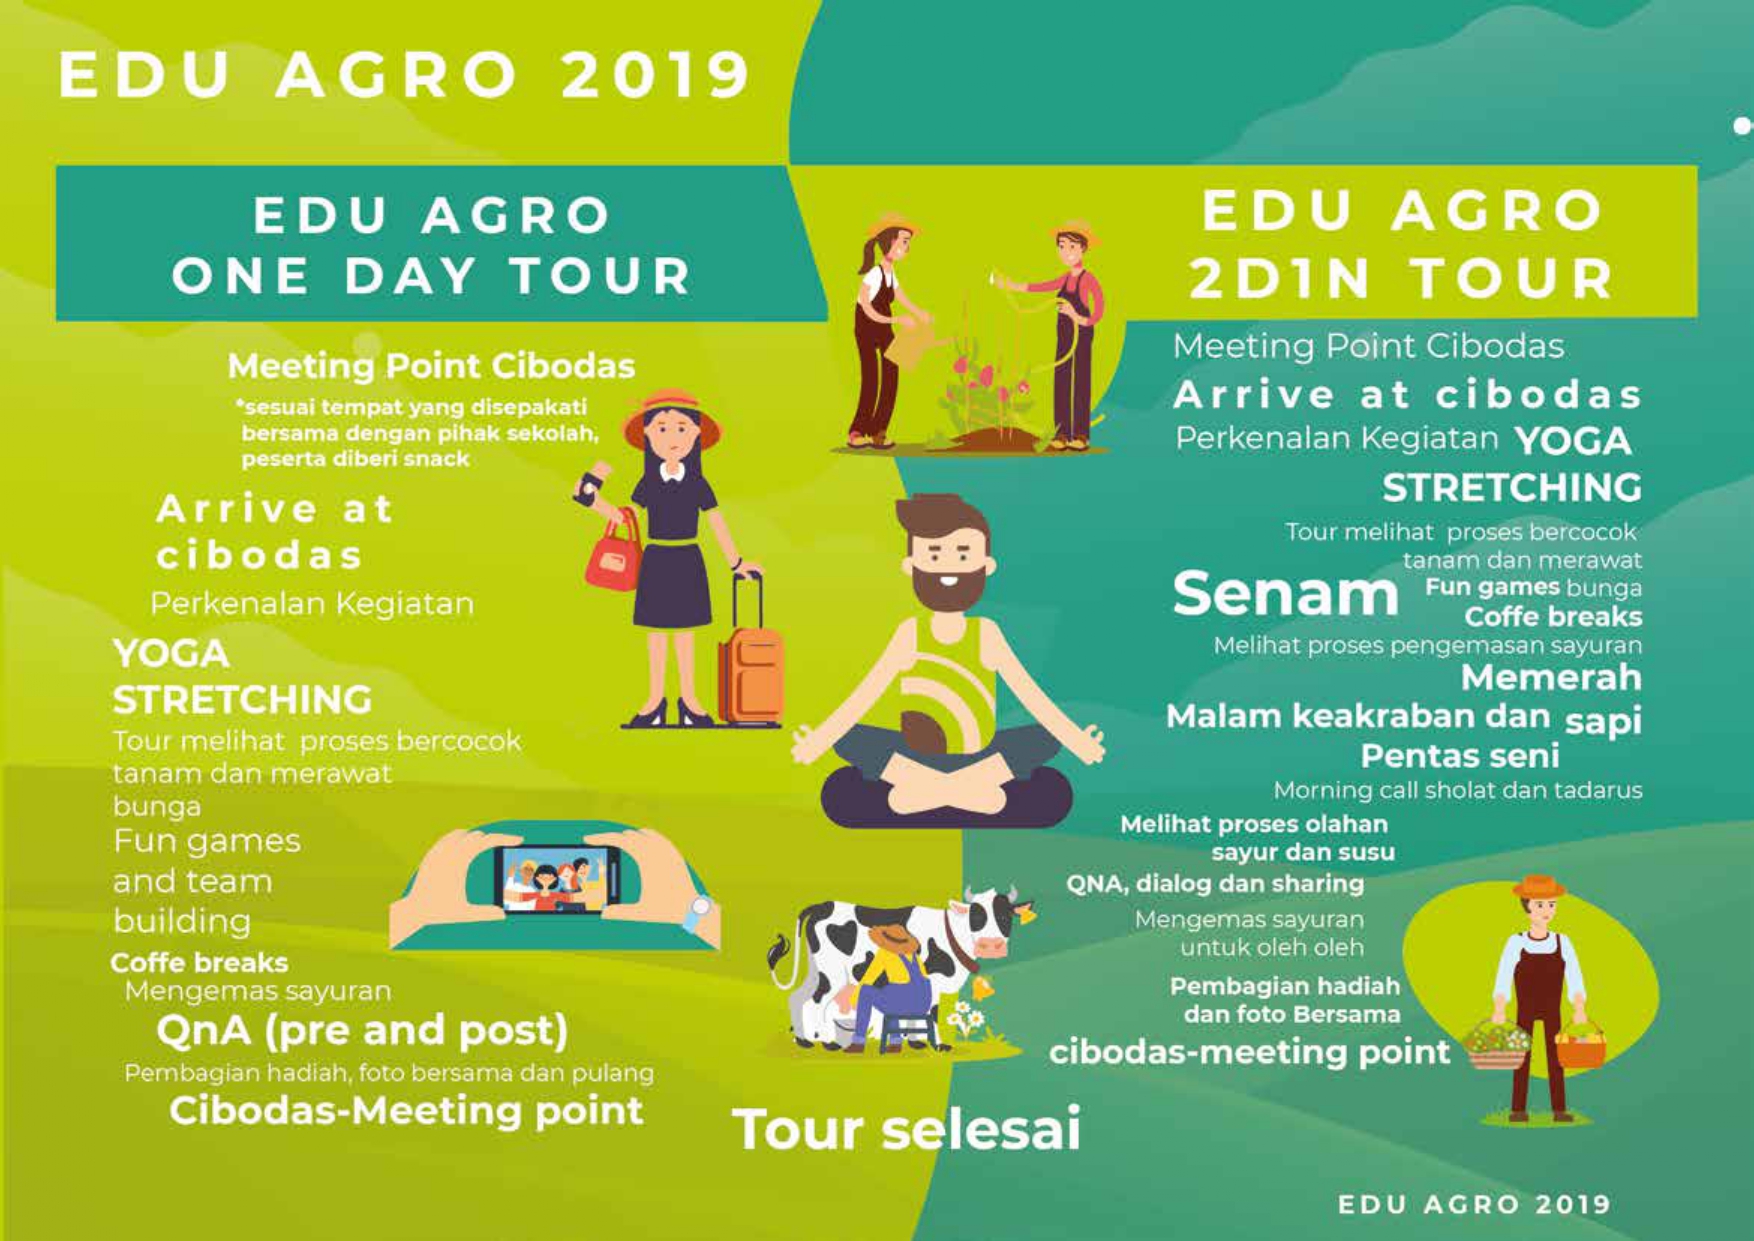 EDU AGRO 2019
EDU AGRO
ONE DAY TOUR
Meeting Point Cibodas
*sesuai tempat yang disepakati
bersama dengan pihak sekolah,
peserta diberi snack
Arrive at
cibodas
Perkenalan Kegiatan
YOGA
STRETCHING
Tour melihat proses bercocok
tanam dan merawat
bunga
Fun games
and team
building
Coffe breaks
Mengemas sayuran
QnA (pre and post)
Pembagian hadiah, foto bersama dan pulang
Cibodas-Meeting point
EDU AGRO
2D1N TOUR
Meeting Point Cibodas
Arrive at cibodas
Perkenalan Kegiatan YOGA
STRETCHING
Tour melihat proses bercocok
tanam dan merawat
Senam Fun games bunga
Coffe breaks
Melihat proses pengemasan sayuran
Memerah
Malam keakraban dan sapi
Pentas seni
Morning call sholat dan tadarus
Melihat proses olahan
sayur dan susu
QNA, dialog dan sharing
Mengemas sayuran
untuk oleh oleh
Pembagian hadiah
dan foto Bersama
cibodas-meeting point
Tour selesai
EDU AGRO 2019